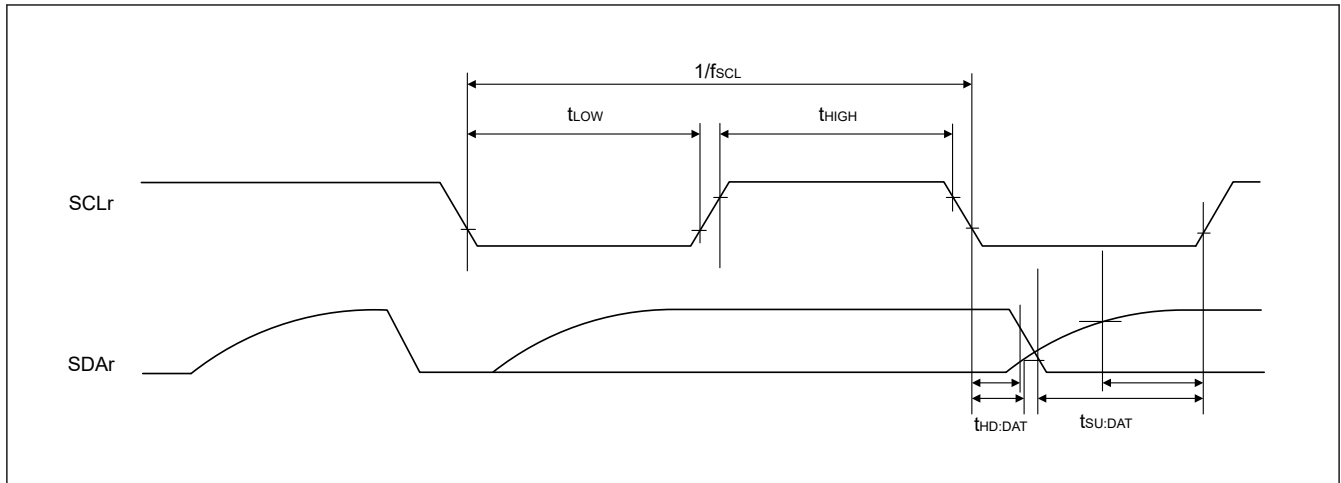 1/fSCL
tLOW
tHIGH
SCLr
SDAr
tHD:DAT
tSU:DAT